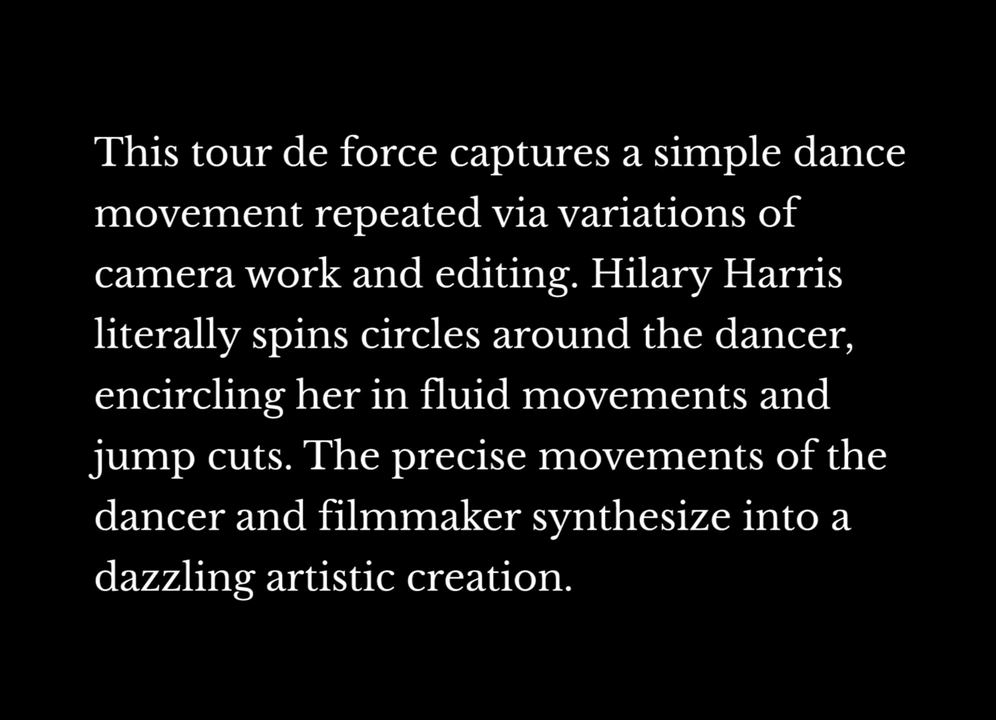 This tour de force captures a simple dance
movement repeated via variations of
camera work and editing. Hilary Harris
literally spins circles around the dancer,
encircling her in fluid movements and
jump cuts. The precise movements of the
dancer and filmmaker synthesize into a
dazzling artistic creation.